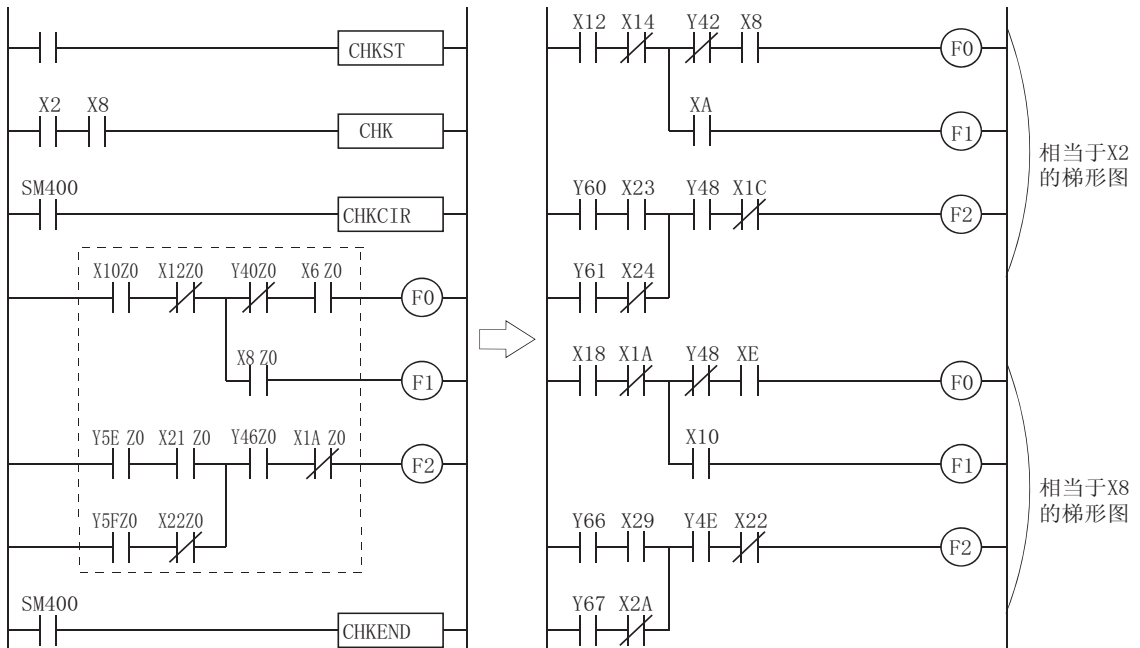 CHKST
X2 X8
CHK
SM400
CHKCIR
X10Z0 X12Z0 Y40Z0 X6 Z0
F0
X8 Z0
F1
Y5E Z0 X21 Z0 Y46Z0 X1A Z0
F2
Y5FZ0 X22Z0
SM400
CHKEND
X12 X14 Y42 X8
F0
XA
F1
Y60 X23 Y48 X1C
F2
Y61 X24
相当于X2
的梯形图
X18 X1A Y48 XE
F0
X10
F1
Y66 X29 Y4E X22
F2
Y67 X2A
相当于X8
的梯形图